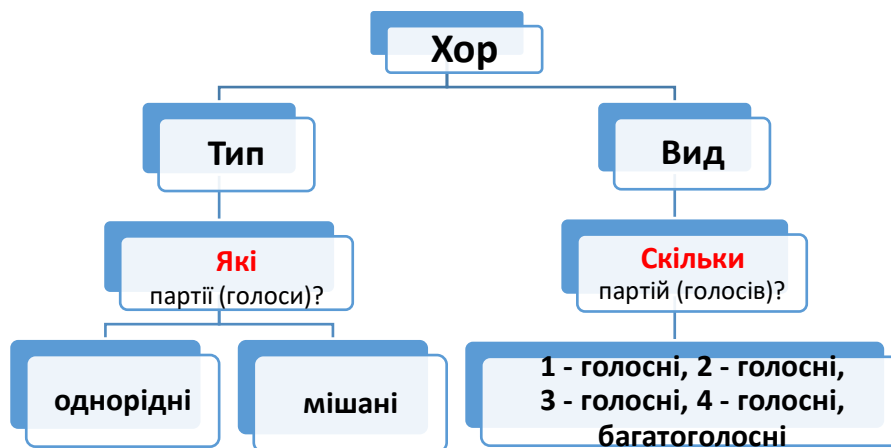 Хор
Тип
Вид
Які
партії (голоси)?
Скільки
партій (голосів)?
однорідні
мішані
1 - голосні, 2 - голосні,
3 - голосні, 4 - голосні,
багатоголосні